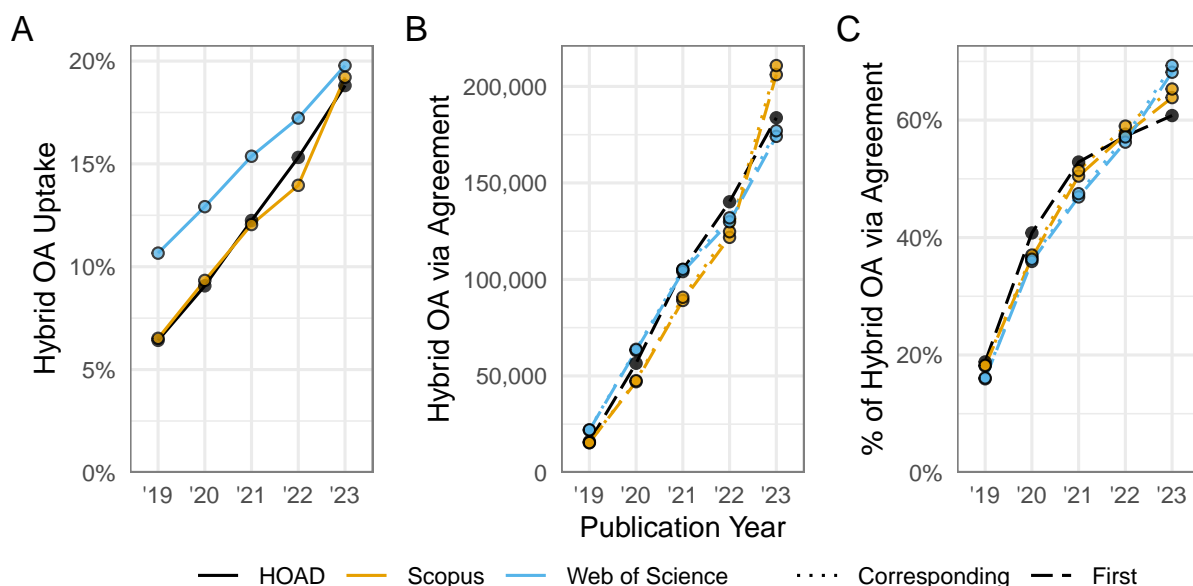 A
Hybrid OA Uptake
20%
15%
10%
5%
0%
'19 '20 '21 '22 '23
B
Hybrid OA via Agreement
200,000
150,000
100,000
50,000
0
'19 '20 '21 '22 '23
Publication Year
C
% of Hybrid OA via Agreement
60%
40%
20%
0%
'19 '20 '21 '22 '23
HOAD Scopus Web of Science Corresponding First